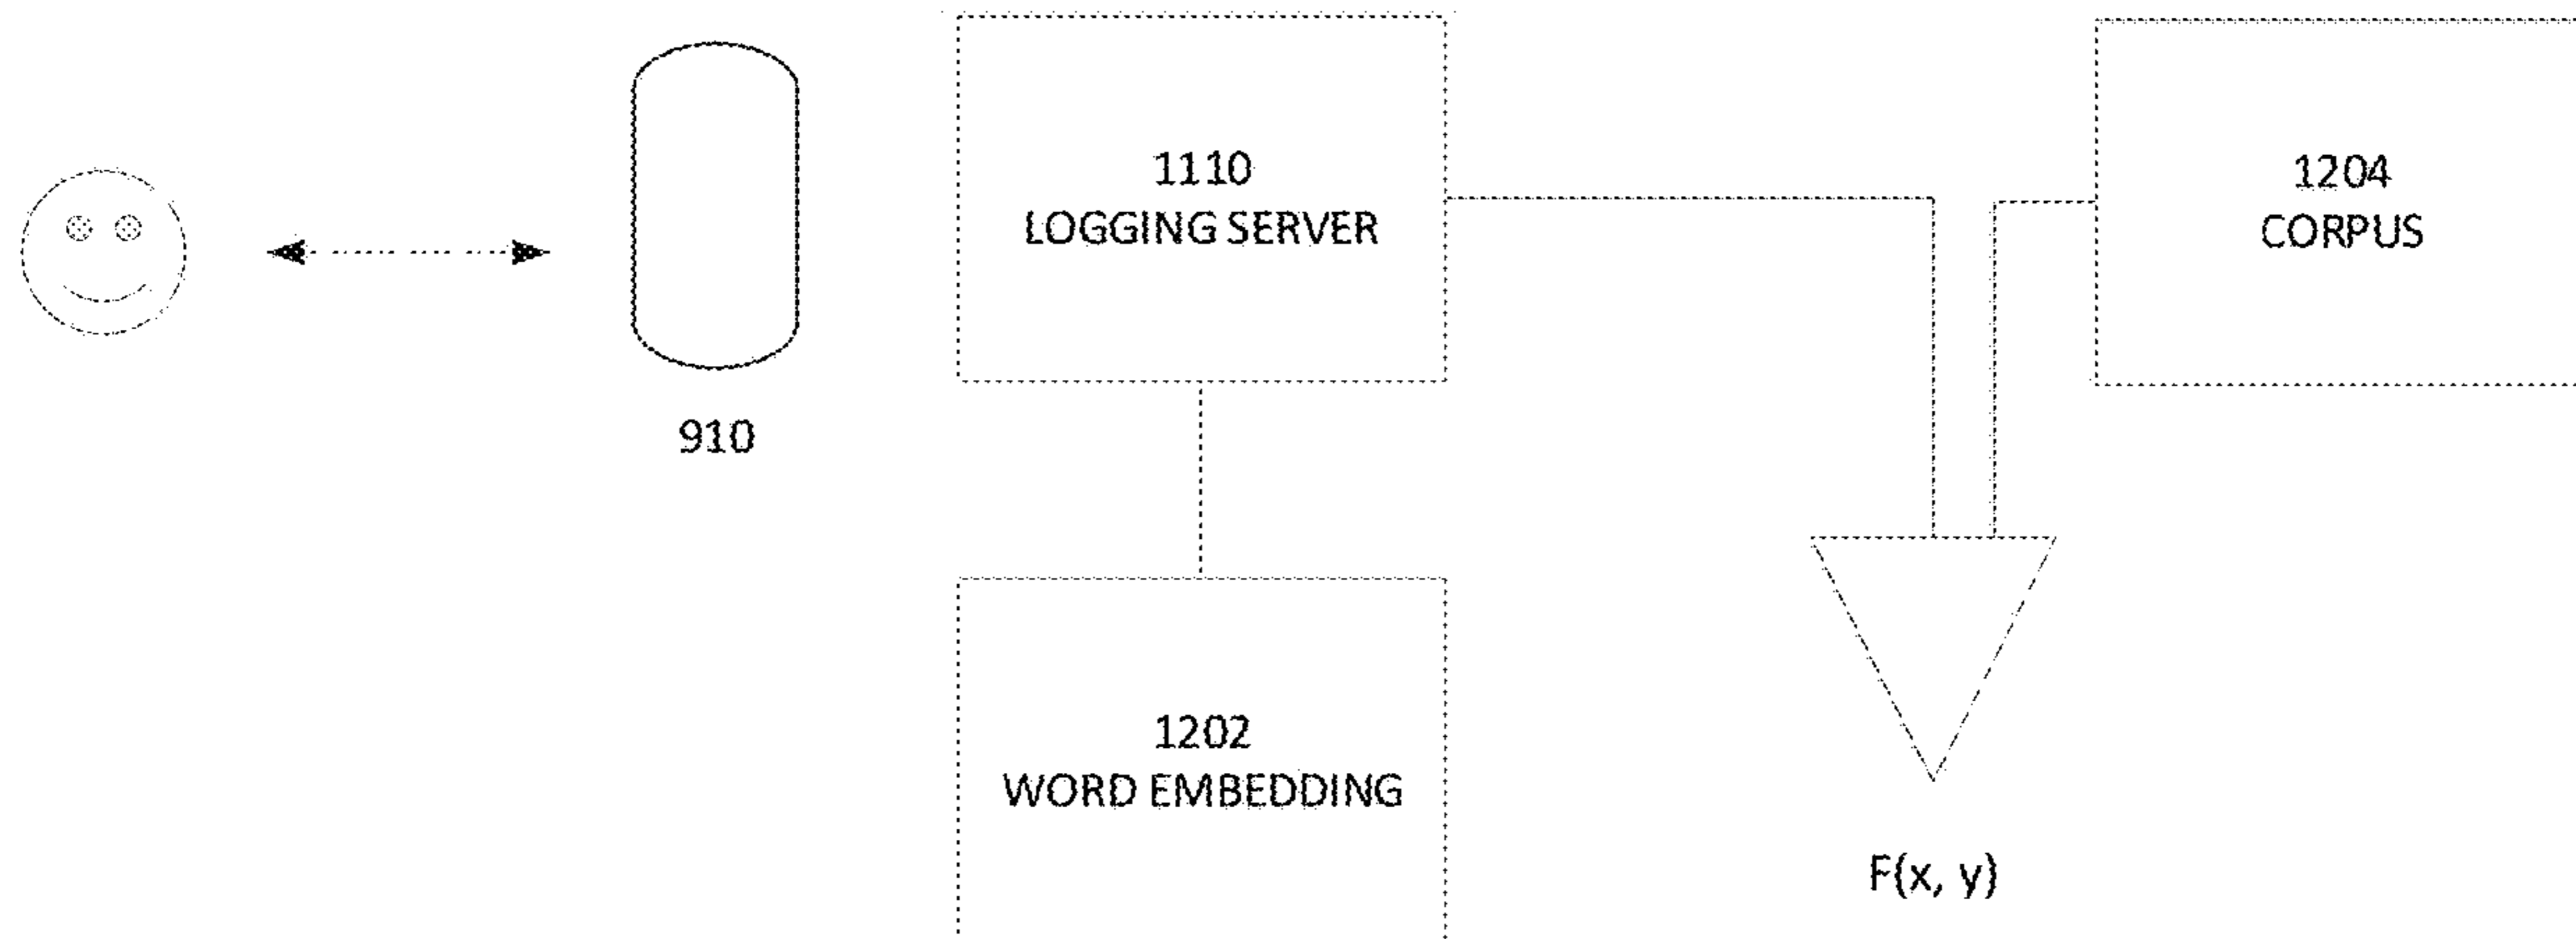 1110
LOGGING SERVER
1204
CORPUS
910
1202
WORD EMBEDDING
F(x, y)